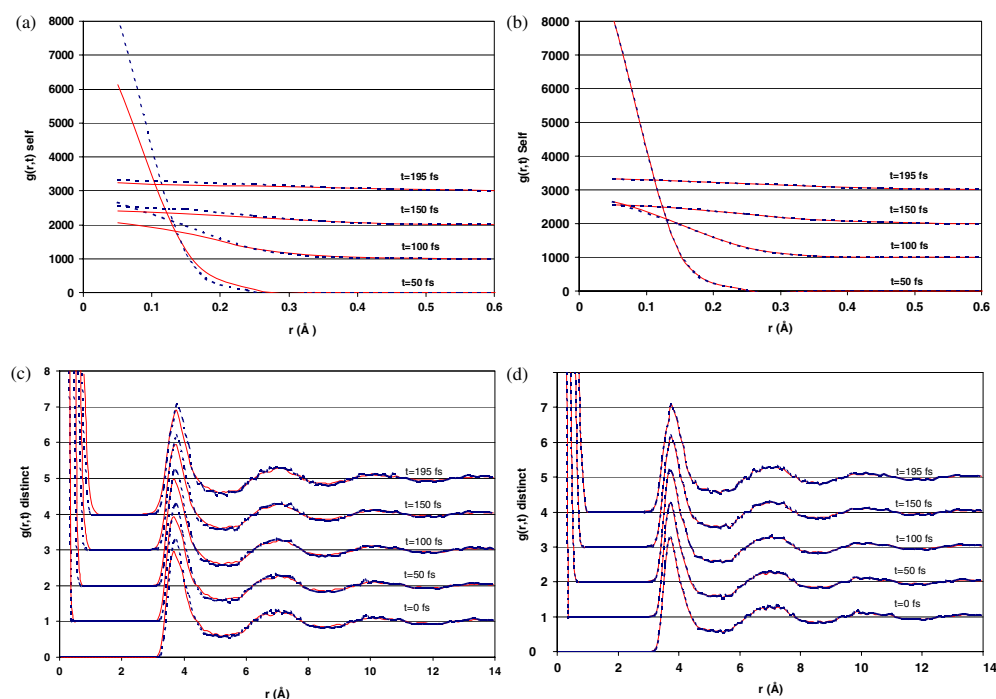 (a)
8000
7000
6000
5000
4000
3000
2000
1000
0
g(r,t) self
t=195 fs
t=150 fs
t=100 fs
t=50 fs
0 0.1 0.2 0.3 0.4 0.5 0.6
r (Å )
(b)
8000
7000
6000
5000
4000
3000
2000
1000
0
g(r,t) Self
t=195 fs
t=150 fs
t=100 fs
t=50 fs
0 0.1 0.2 0.3 0.4 0.5 0.6
r (Å)
(c)
8
7
6
5
4
3
2
1
0
g(r,t) distinct
t=195 fs
t=150 fs
t=100 fs
t=50 fs
t=0 fs
0 2 4 6 8 10 12 14
r (Å)
(d)
7
6
5
4
3
2
1
0
g(r,t) distinct
t=195 fs
t=150 fs
t=100 fs
t=50 fs
t=0 fs
0 2 4 6 8 10 12 14
r (Å)